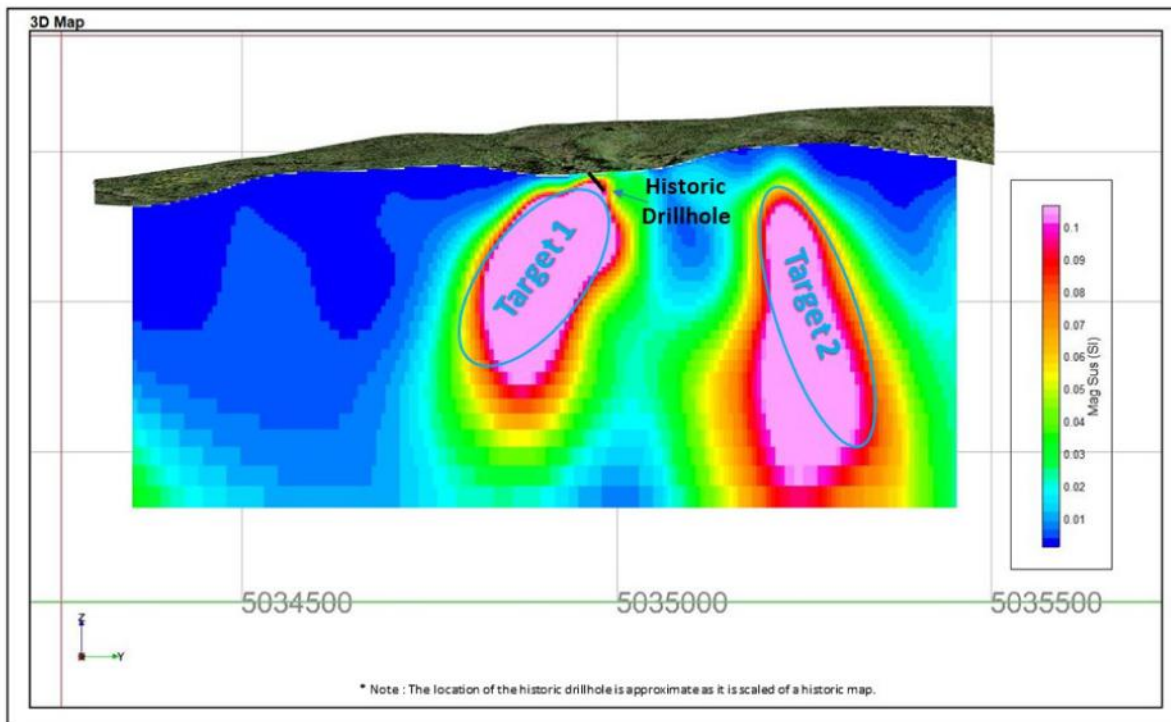 3D Map
Historic
Drillhole
Target 1
Target 2
0.1
0.09
0.08
0.07
0.06
0.05
0.04
0.03
0.02
0.01
Mag Sus (SI)
5034500
5035000
5035500
Z
Y
* Note : The location of the historic drillhole is approximate as it is scaled of a historic map.